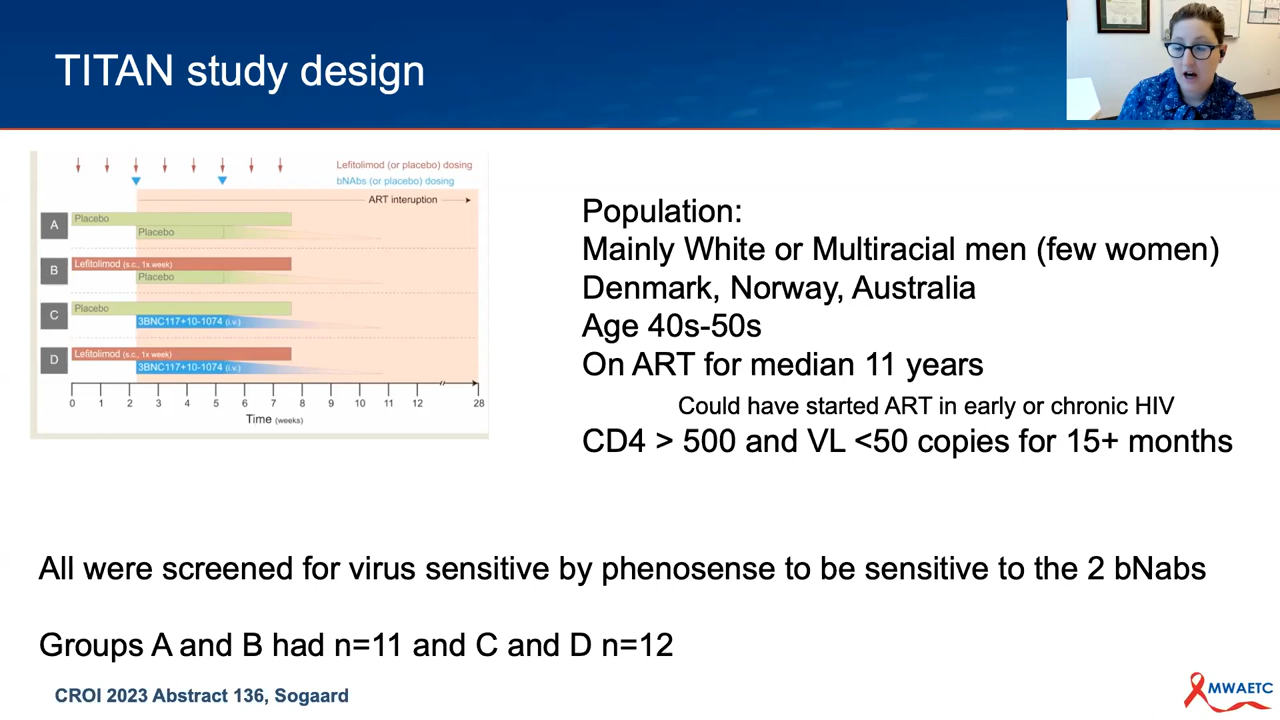 TITAN study design
Lefitolimod (or placebo) dosing
bNAbs (or placebo) dosing
ART interuption
A
Placebo
Placebo
B
Lefitolimod (s.c., 1x week)
Placebo
C
Placebo
3BNC117+10-1074 (i.v.)
D
Lefitolimod (s.c., 1x week)
3BNC117+10-1074 (i.v.)
0 1 2 3 4 5 6 7 8 9 10 11 12 28
Time (weeks)
Population:
Mainly White or Multiracial men (few women)
Denmark, Norway, Australia
Age 40s-50s
On ART for median 11 years
Could have started ART in early or chronic HIV
CD4 > 500 and VL <50 copies for 15+ months
All were screened for virus sensitive by phenosense to be sensitive to the 2 bNabs
Groups A and B had n=11 and C and D n=12
CROI 2023 Abstract 136, Sogaard
MWAETC